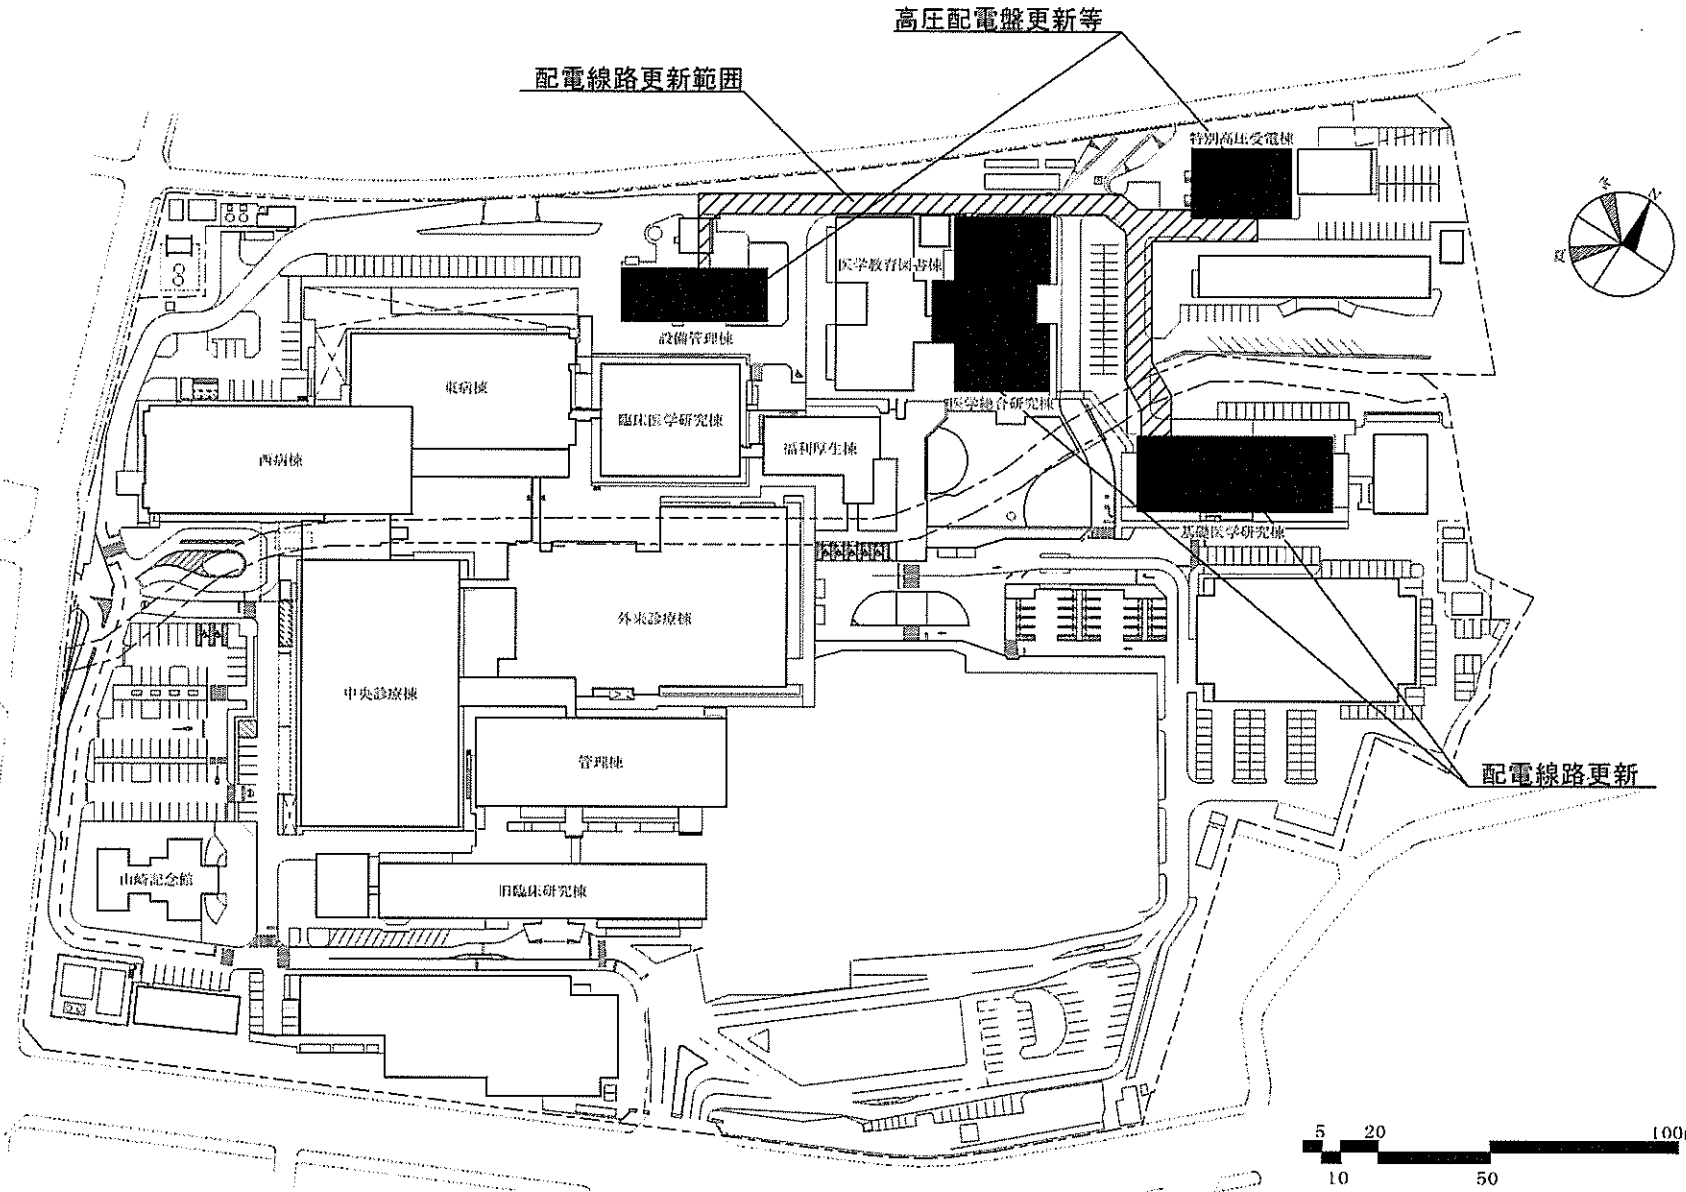 高圧配電盤更新等
配電線路更新範囲
特別高圧受電棟
冬
N
夏
医学教育図書棟
設備管理棟
東病棟
臨床医学研究棟
医学総合研究棟
福利厚生棟
西病棟
基礎医学研究棟
外来診療棟
中央診療棟
管理棟
配電線路更新
山崎記念館
旧臨床研究棟
5 20 100
10 50